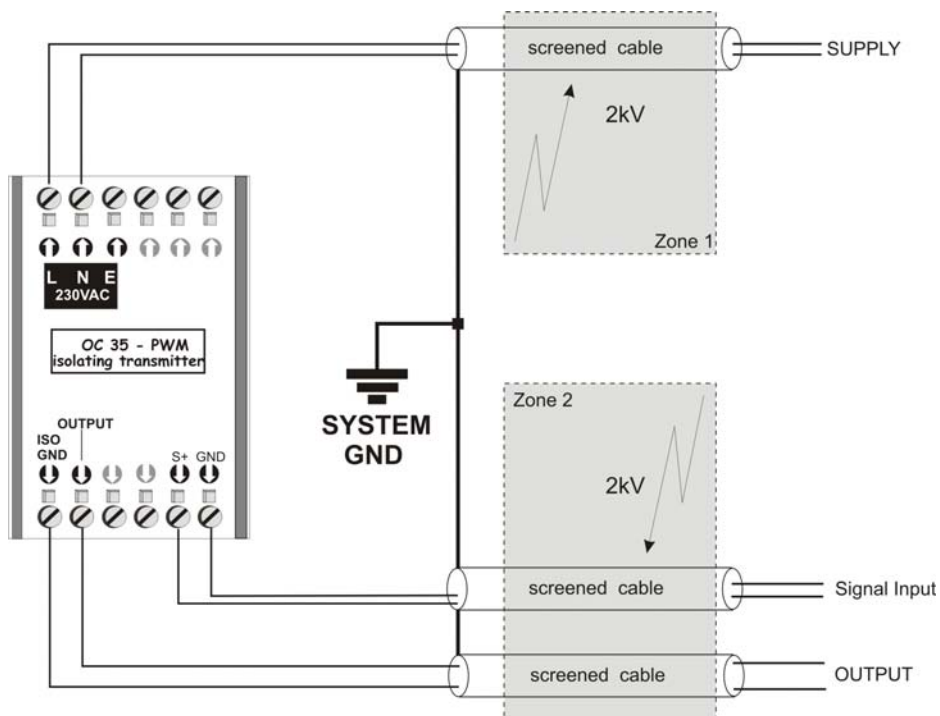 screened cable
SUPPLY
2kV
Zone 1
L N E
230VAC
OC 35 - PWM
isolating transmitter
SYSTEM
GND
Zone 2
OUTPUT
ISO
GND
S+ GND
2kV
screened cable
Signal Input
screened cable
OUTPUT